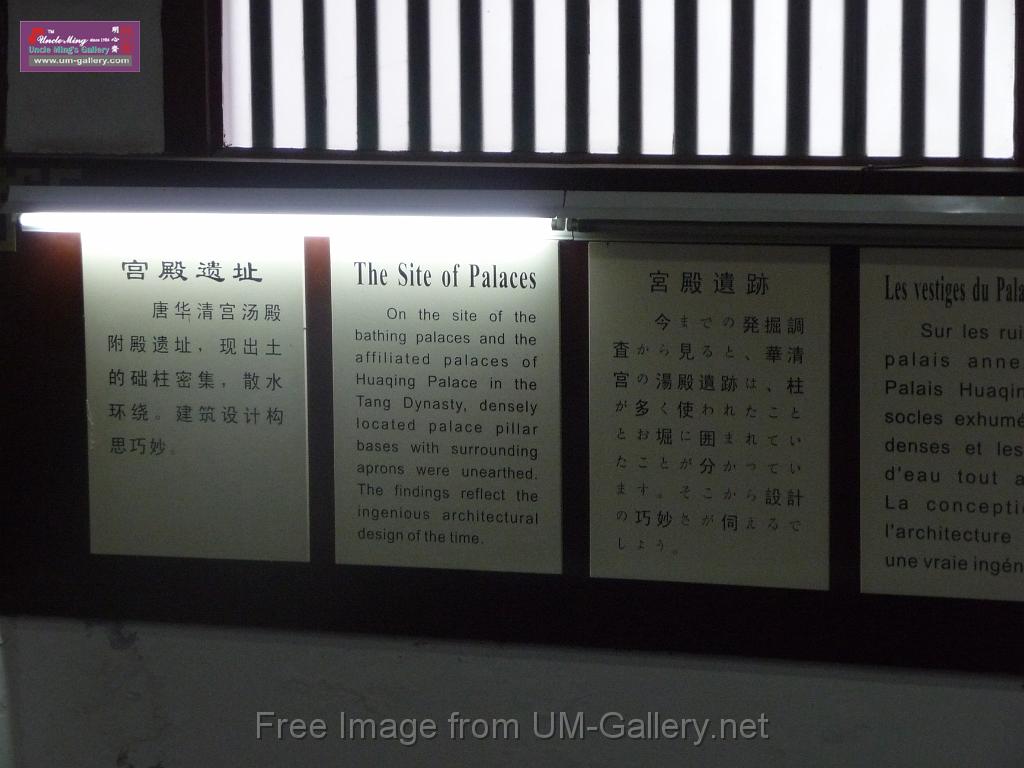 TM
Uncle Ming since 1986
Uncle Ming's Gallery
www.um-gallery.com
明心齋
宫殿遗址
唐华清宫汤殿
附殿遗址，现出土
的础柱密集，散水
环绕。建筑设计构
思巧妙。
The Site of Palaces
On the site of the
bathing palaces and the
affiliated palaces of
Huaqing Palace in the
Tang Dynasty, densely
located palace pillar
bases with surrounding
aprons were unearthed.
The findings reflect the
ingenious architectural
design of the time.
宮殿遺跡
今までの発掘調
査から見ると、華清
宮の湯殿遺跡は、柱
が多く使われたこと
とお堀に囲まれてい
たことが分かってい
ます。そこから設計
の巧妙さが伺えるで
しょう。
Les vestiges du Pala
Sur les rui
palais anne
Palais Huaqin
socles exhumé
denses et les
d'eau tout a
La concepti
l'architecture
une vraie ingén
Free Image from UM-Gallery.net